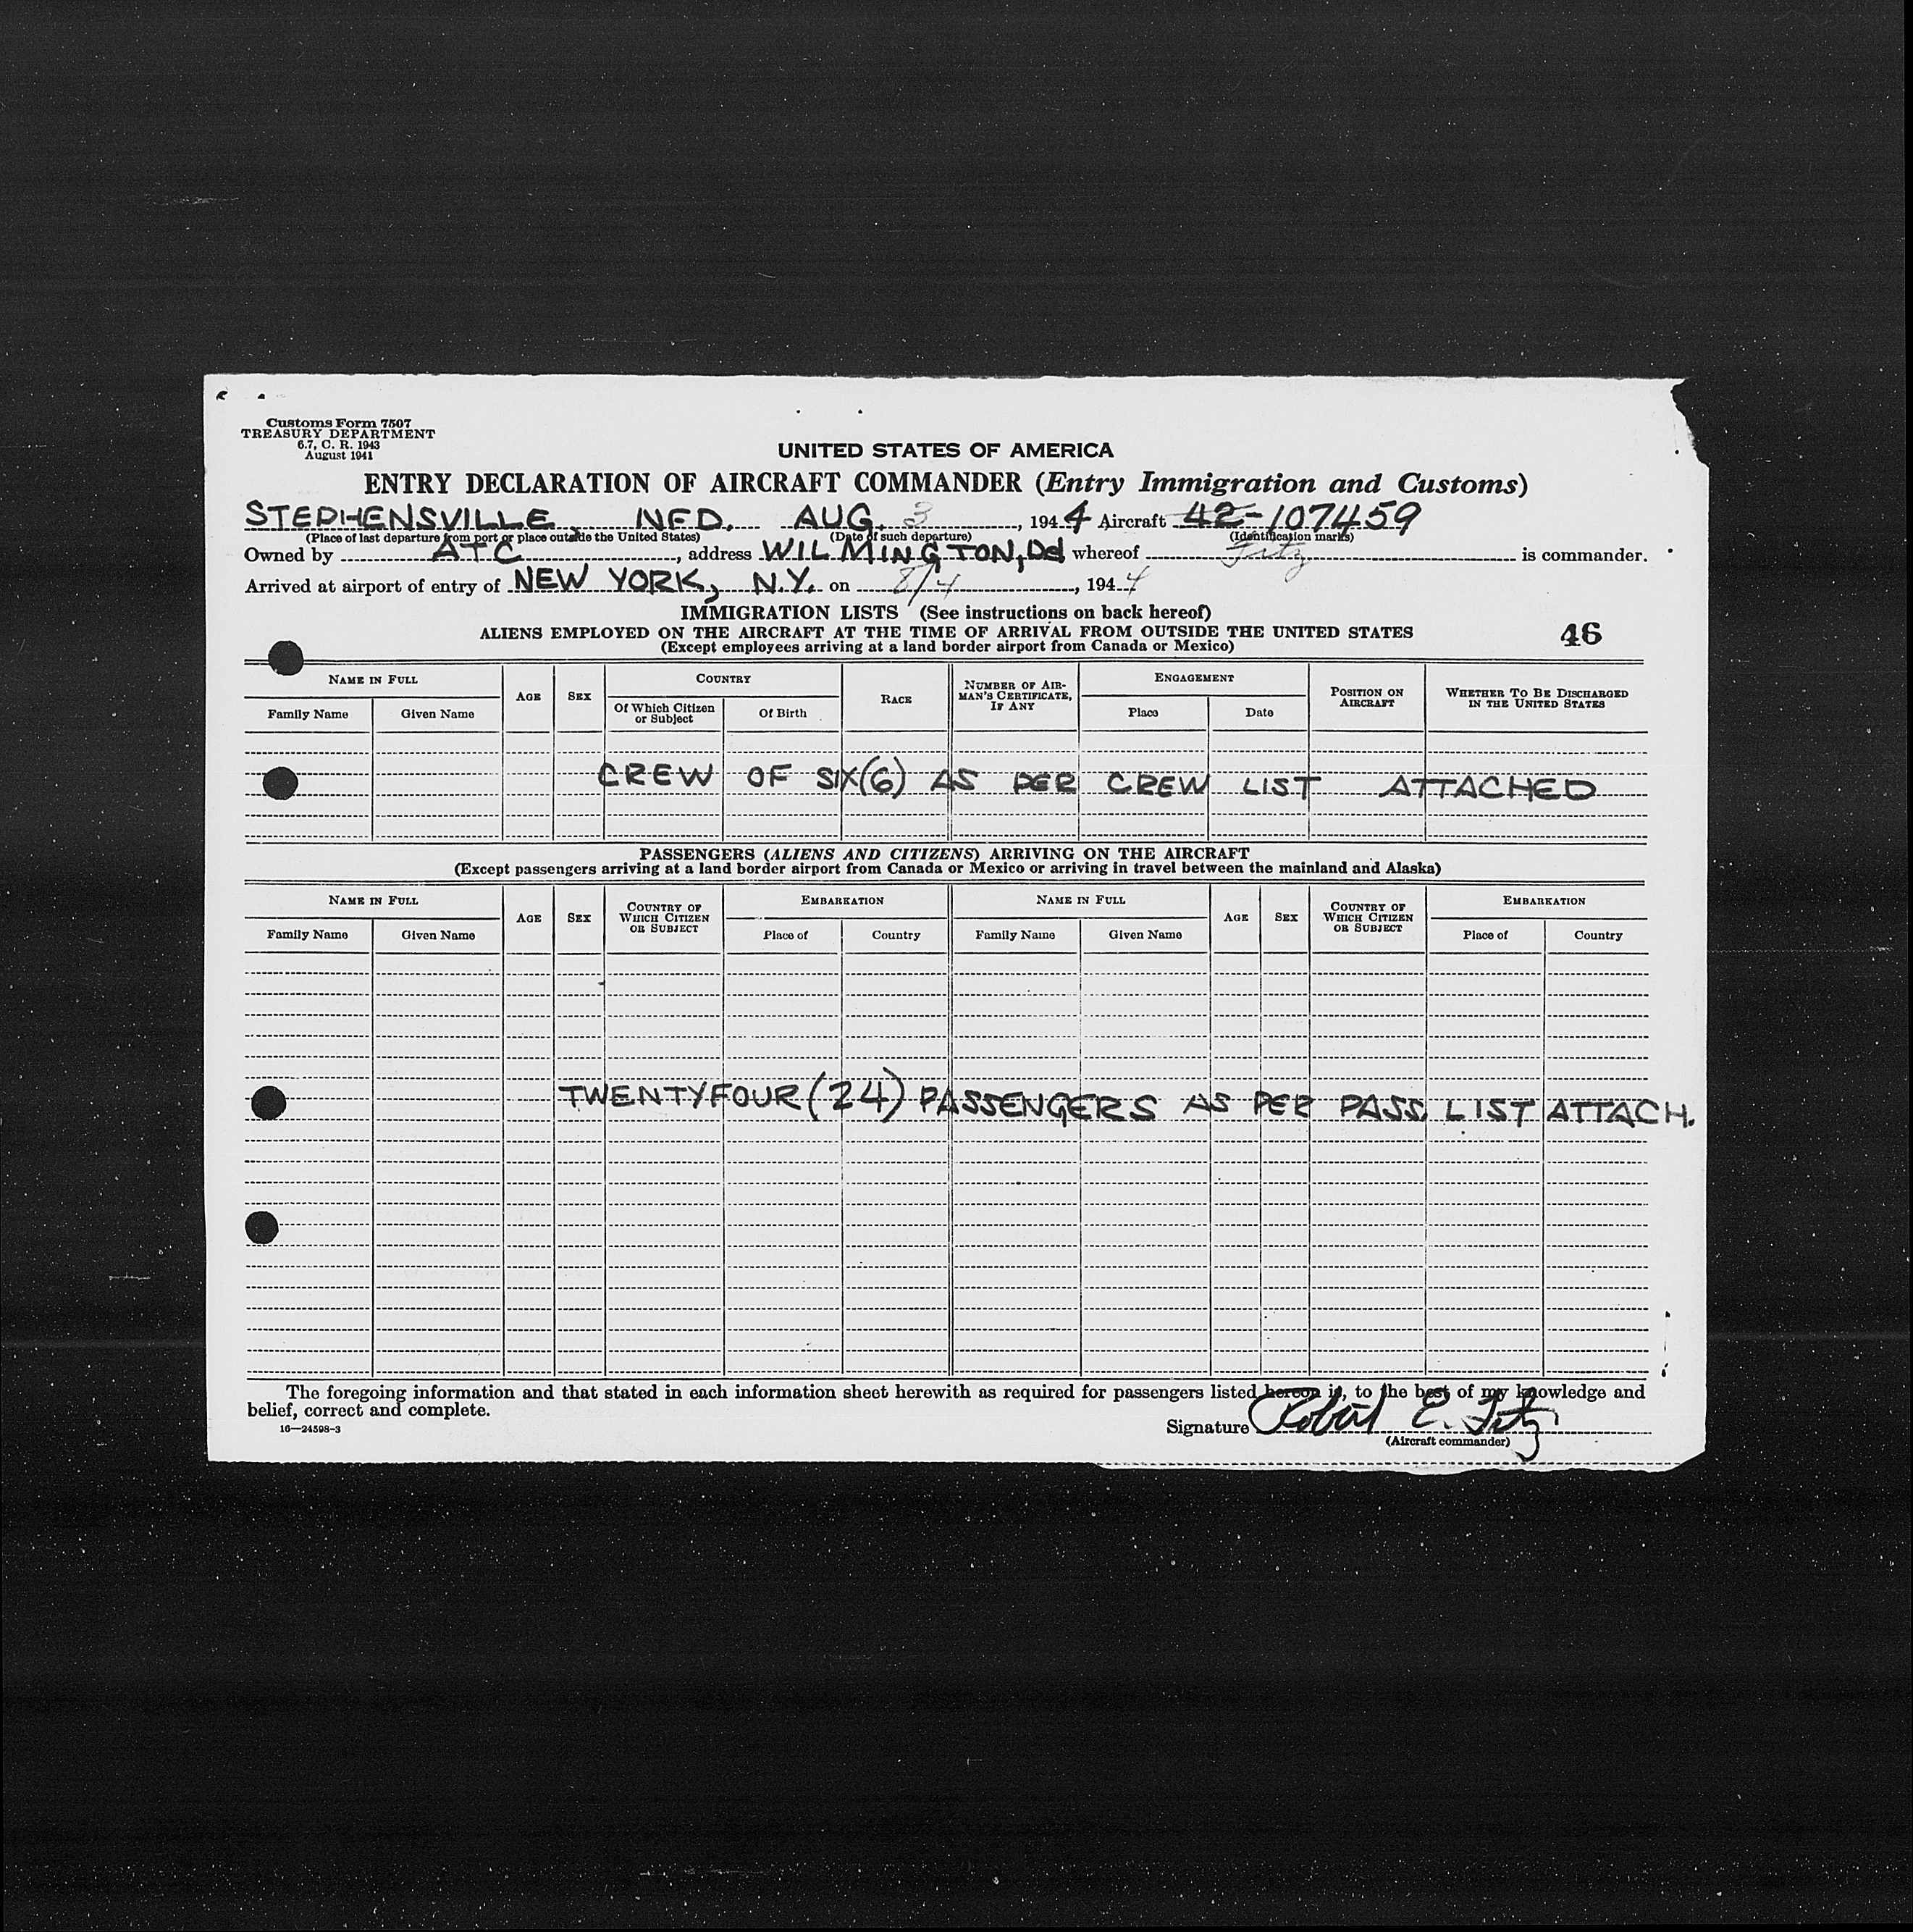 Customs Form 7507
TREASURY DEPARTMENT
6.7, C. R. 1943
August 1941
UNITED STATES OF AMERICA
ENTRY DECLARATION OF AIRCRAFT COMMANDER (Entry Immigration and Customs)
STEPHENSVILLE, NFD. AUG. 3, 1944 Aircraft 42-107459
(Place of last departure from port or place outside the United States) (Date of such departure) (Identification marks)
Owned by ATC, address WILMINGTON, Del whereof Fitz is commander.
Arrived at airport of entry of NEW YORK, N.Y. on 8/4, 1944
IMMIGRATION LISTS (See instructions on back hereof)
ALIENS EMPLOYED ON THE AIRCRAFT AT THE TIME OF ARRIVAL FROM OUTSIDE THE UNITED STATES
46
(Except employees arriving at a land border airport from Canada or Mexico)
NAME IN FULL AGE SEX COUNTRY RACE NUMBER OF AIRMAN'S CERTIFICATE, IF ANY ENGAGEMENT POSITION ON AIRCRAFT WHETHER TO BE DISCHARGED IN THE UNITED STATES
Family Name Given Name Of Which Citizen or Subject Of Birth Place Date
CREW OF SIX (6) AS PER CREW LIST ATTACHED
PASSENGERS (ALIENS AND CITIZENS) ARRIVING ON THE AIRCRAFT
(Except passengers arriving at a land border airport from Canada or Mexico or arriving in travel between the mainland and Alaska)
NAME IN FULL AGE SEX COUNTRY OF WHICH CITIZEN OR SUBJECT EMBARKATION NAME IN FULL AGE SEX COUNTRY OF WHICH CITIZEN OR SUBJECT EMBARKATION
Family Name Given Name Place of Country Family Name Given Name Place of Country
TWENTYFOUR (24) PASSENGERS AS PER PASS. LIST ATTACH.
The foregoing information and that stated in each information sheet herewith as required for passengers listed hereon is, to the best of my knowledge and
belief, correct and complete.
16—24598-3
Signature Robert E. Fitz
(Aircraft commander)